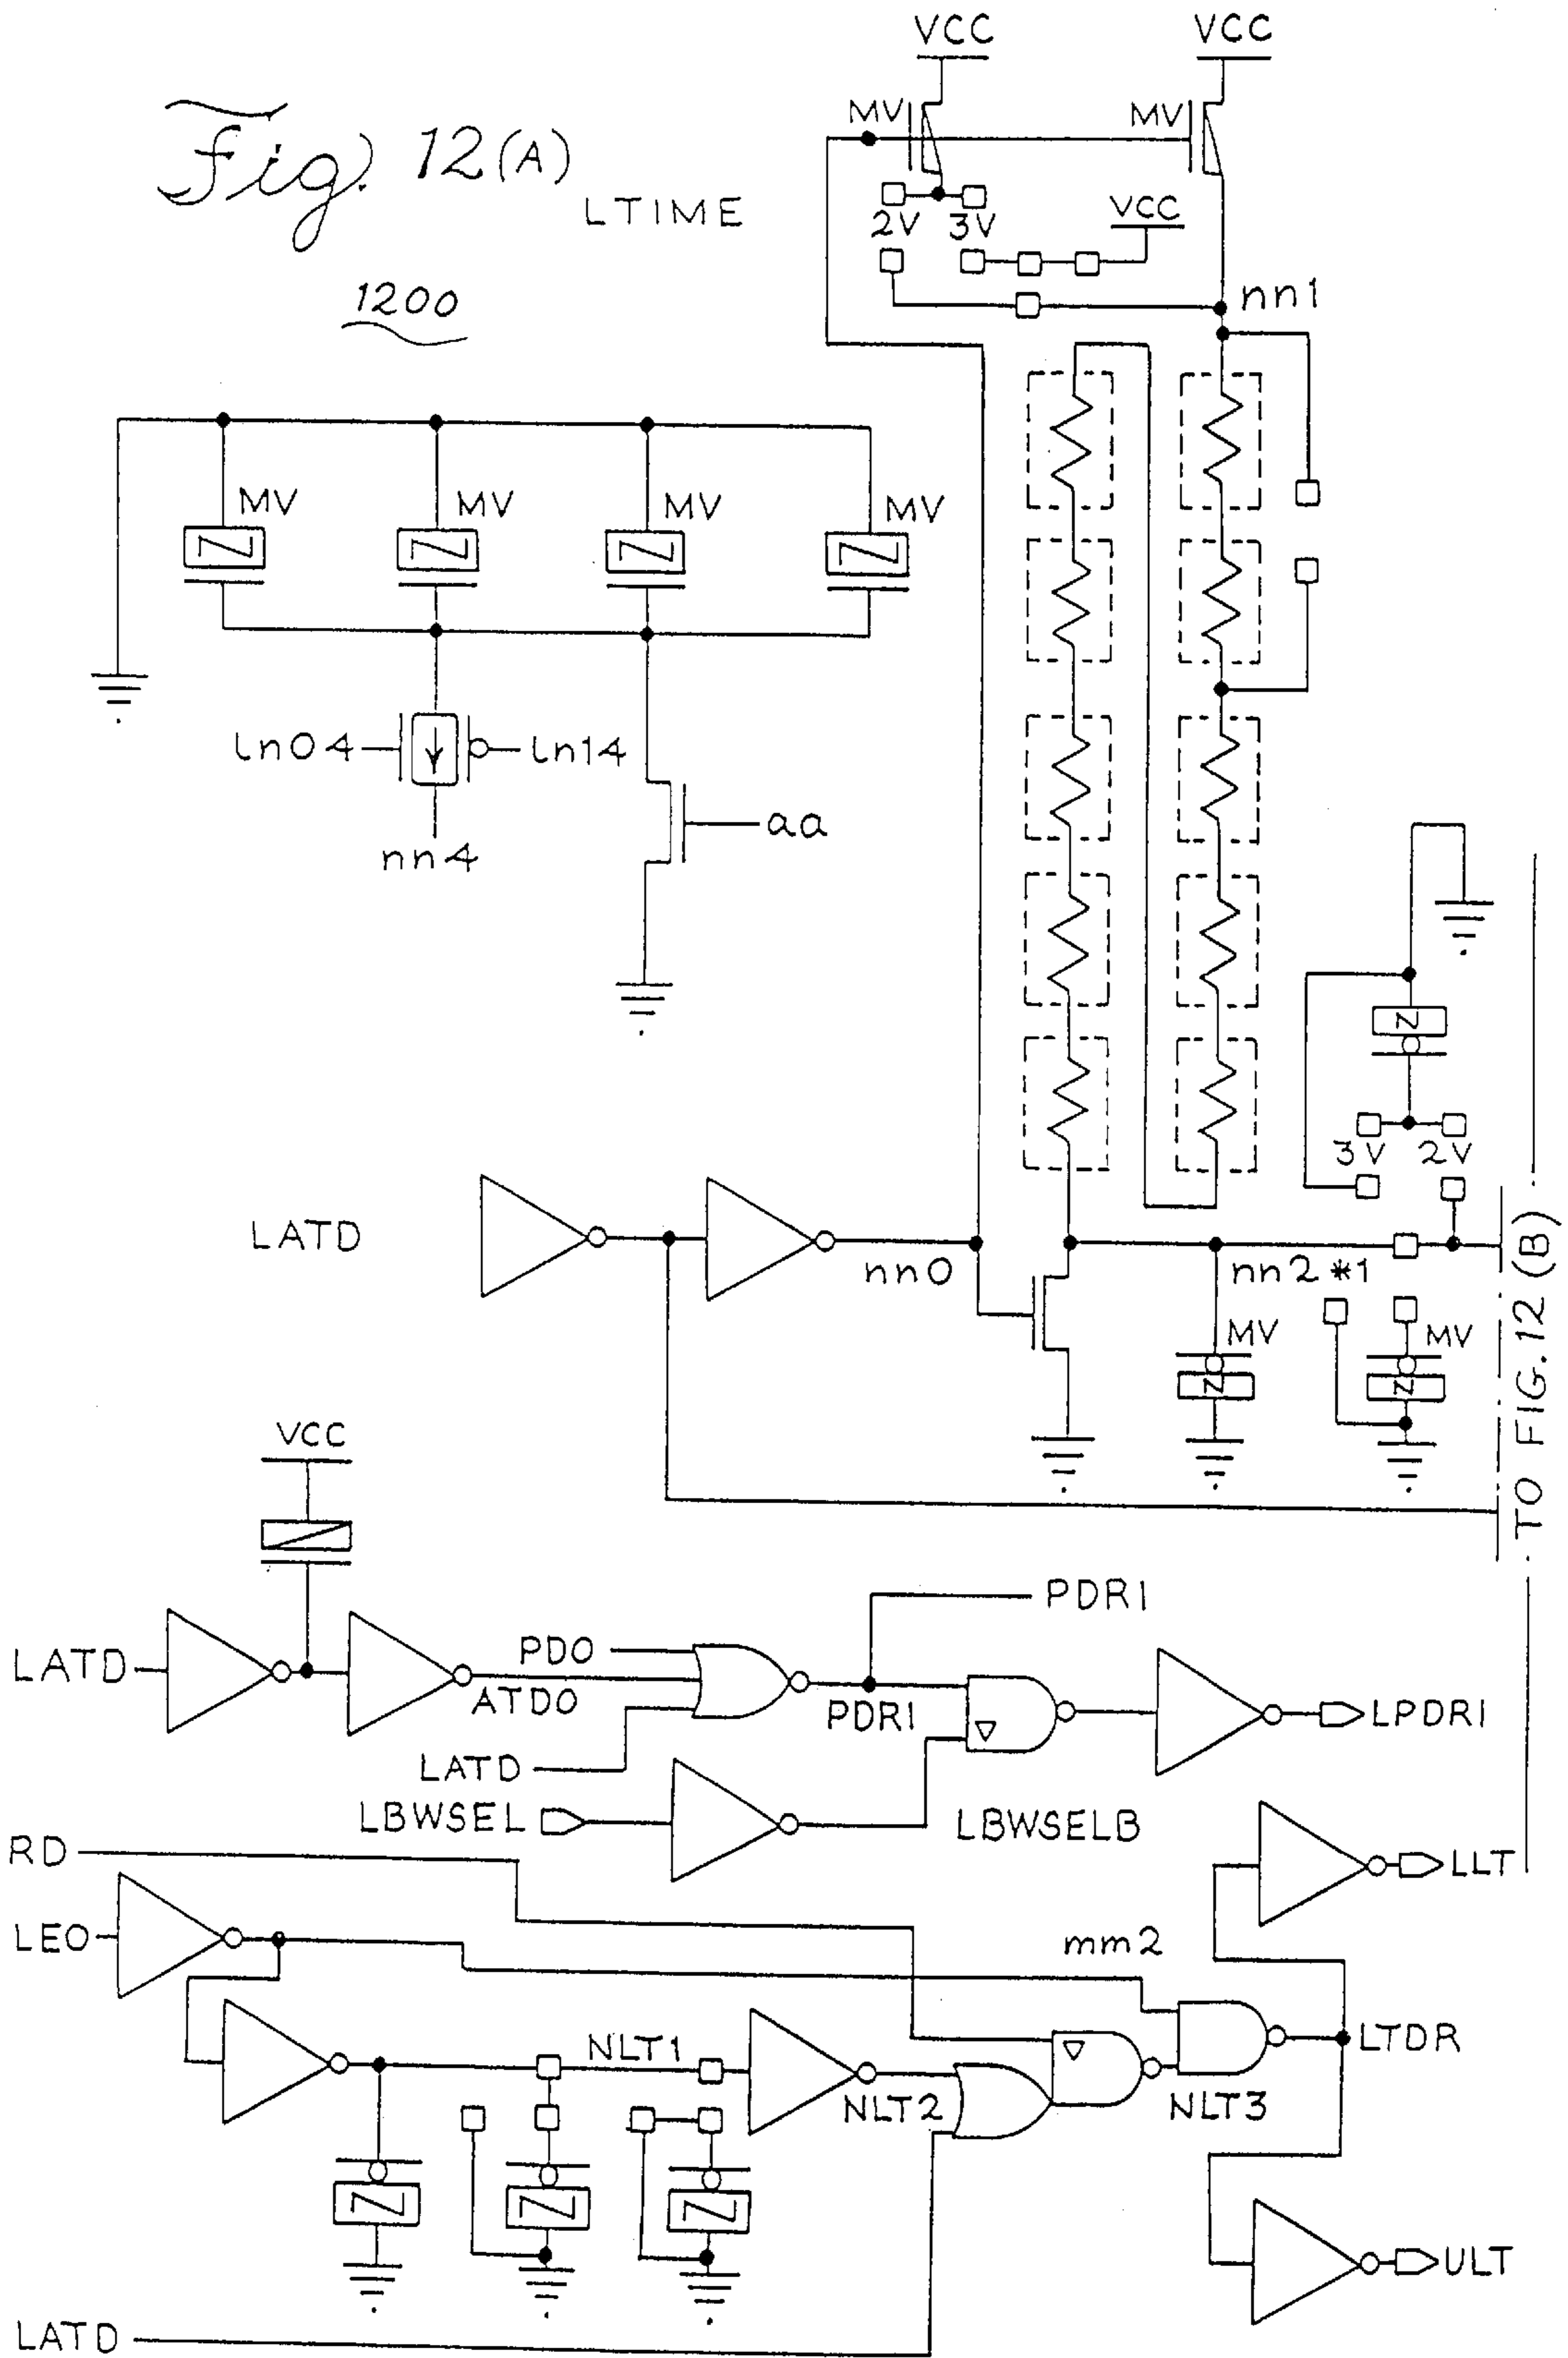 VCC VCC
Fig. 12(A)
MV MV
LTIME
2V 3V VCC
1200
nn1
MV MV MV MV
ln04 ln14
aa
nn4
3V 2V
LATD
nn0 nn2 *1
MV MV
TO FIG. 12 (B)
VCC
PDR1
LATD PD0
ATD0 PDR1 LPDR1
LATD
LBWSEL LBWSELB
RD LLT
LEO mm2
NLT1 LTDR
NLT2 NLT3
ULT
LATD